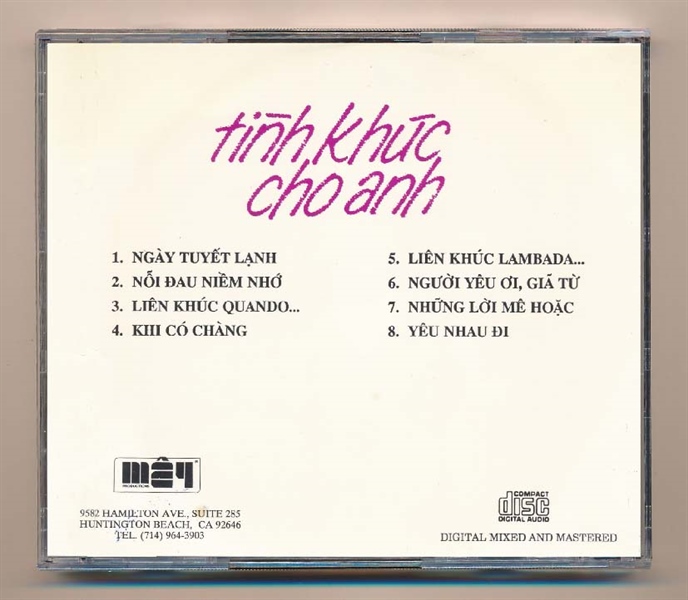 tình khúc
cho anh
1. NGÀY TUYẾT LẠNH
2. NỖI ĐAU NIỀM NHỚ
3. LIÊN KHÚC QUANDO...
4. KHI CÓ CHÀNG
5. LIÊN KHÚC LAMBADA...
6. NGƯỜI YÊU ƠI, GIÃ TỪ
7. NHỮNG LỜI MÊ HOẶC
8. YÊU NHAU ĐI
mây
PRODUCTIONS
9582 HAMILTON AVE., SUITE 285
HUNTINGTON BEACH, CA 92646
TEL. (714) 964-3903
COMPACT
disc
DIGITAL AUDIO
DIGITAL MIXED AND MASTERED